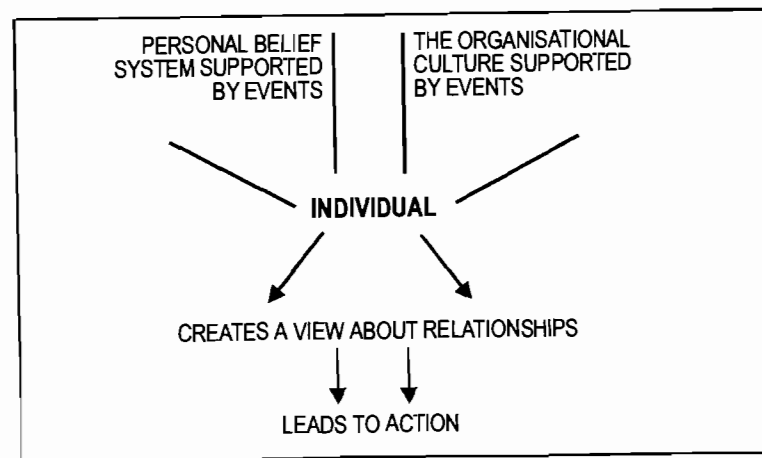 PERSONAL BELIEF
SYSTEM SUPPORTED
BY EVENTS
THE ORGANISATIONAL
CULTURE SUPPORTED
BY EVENTS
INDIVIDUAL
CREATES A VIEW ABOUT RELATIONSHIPS
LEADS TO ACTION